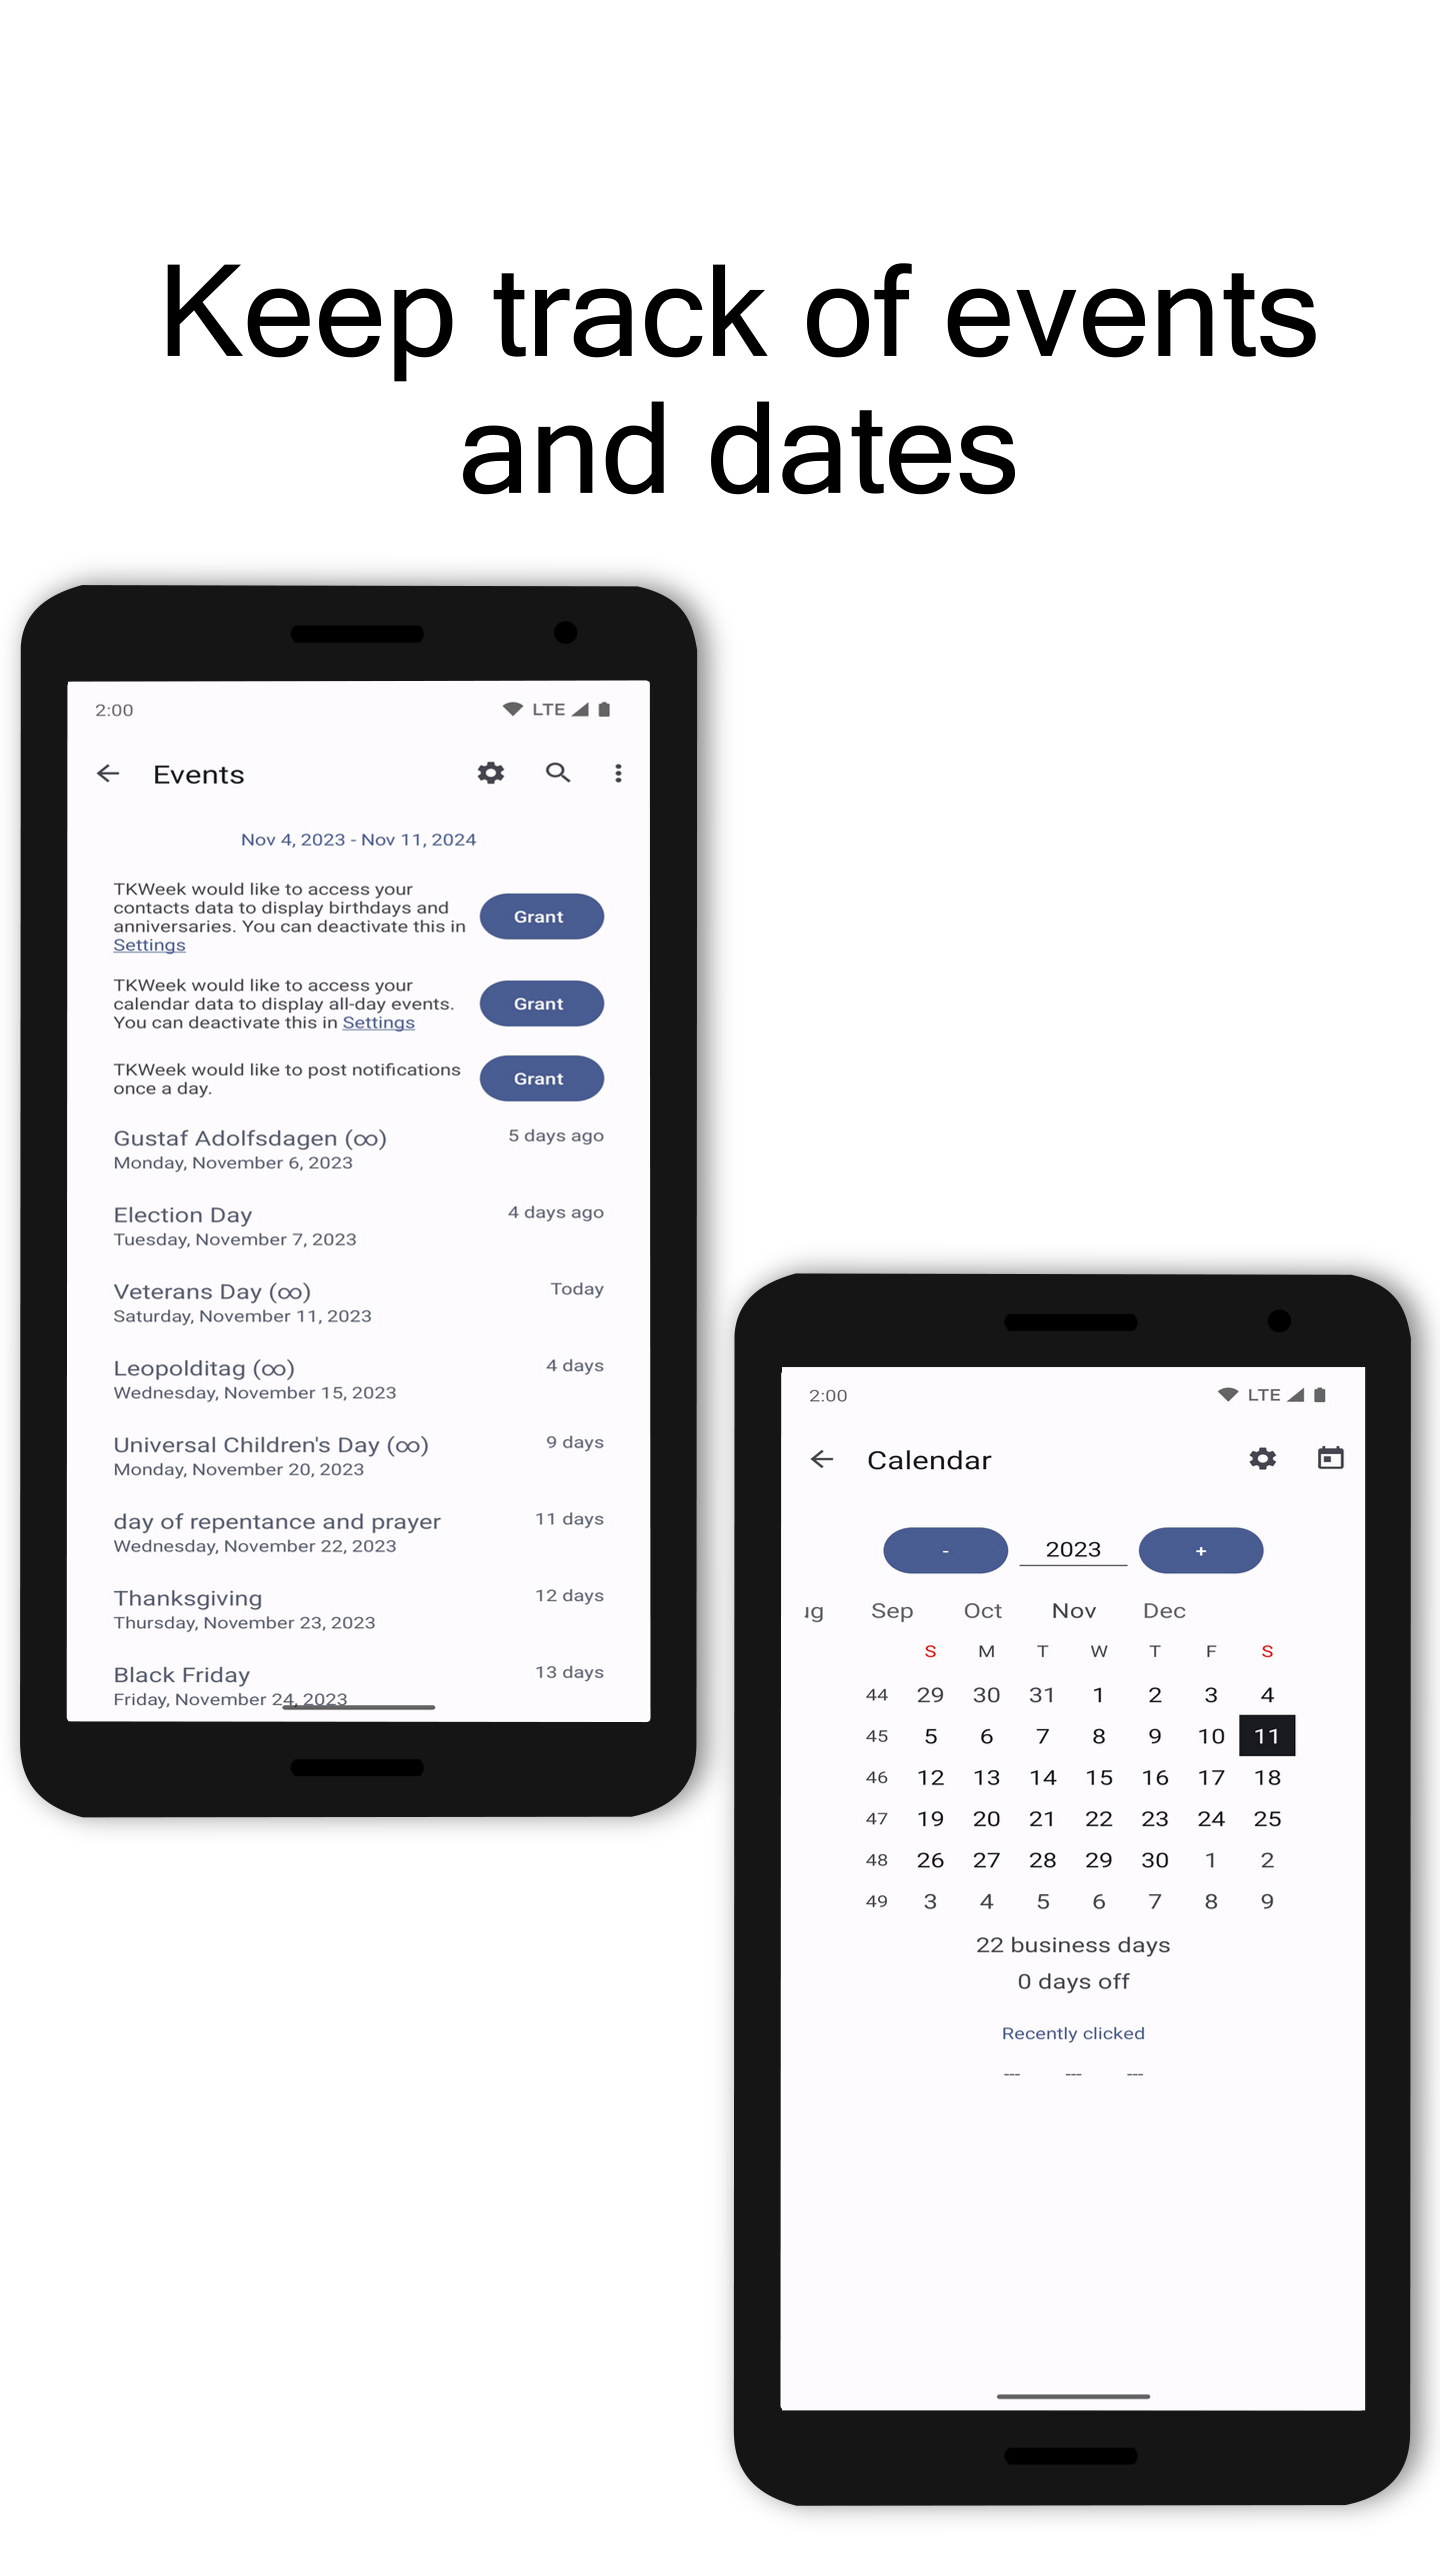 Keep track of events
and dates
2:00
LTE
Events
Nov 4, 2023 - Nov 11, 2024
TKWeek would like to access your
contacts data to display birthdays and
anniversaries. You can deactivate this in
Settings
Grant
TKWeek would like to access your
calendar data to display all-day events.
You can deactivate this in Settings
Grant
TKWeek would like to post notifications
once a day.
Grant
Gustaf Adolfsdagen (∞) 5 days ago
Monday, November 6, 2023
Election Day 4 days ago
Tuesday, November 7, 2023
Veterans Day (∞) Today
Saturday, November 11, 2023
Leopolditag (∞) 4 days
Wednesday, November 15, 2023
Universal Children's Day (∞) 9 days
Monday, November 20, 2023
day of repentance and prayer 11 days
Wednesday, November 22, 2023
Thanksgiving 12 days
Thursday, November 23, 2023
Black Friday 13 days
Friday, November 24, 2023
2:00
LTE
Calendar
- 2023 +
ug Sep Oct Nov Dec
S M T W T F S
44 29 30 31 1 2 3 4
45 5 6 7 8 9 10 11
46 12 13 14 15 16 17 18
47 19 20 21 22 23 24 25
48 26 27 28 29 30 1 2
49 3 4 5 6 7 8 9
22 business days
0 days off
Recently clicked
--- --- ---